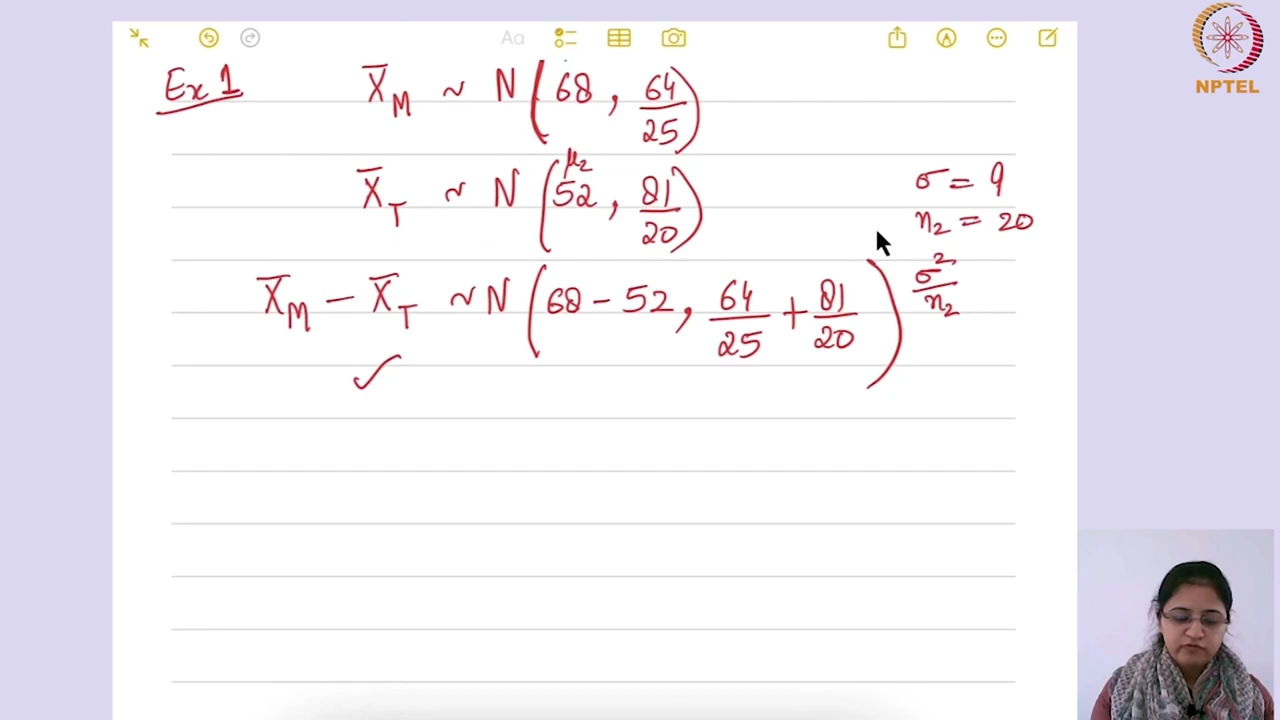 Aa
NPTEL
Ex 1
X̄_M ~ N(68, 64/25)
μ₂
X̄_T ~ N(52, 81/20)
σ = 9
n₂ = 20
σ²/n₂
X̄_M − X̄_T ~ N(68 − 52, 64/25 + 81/20)
✓